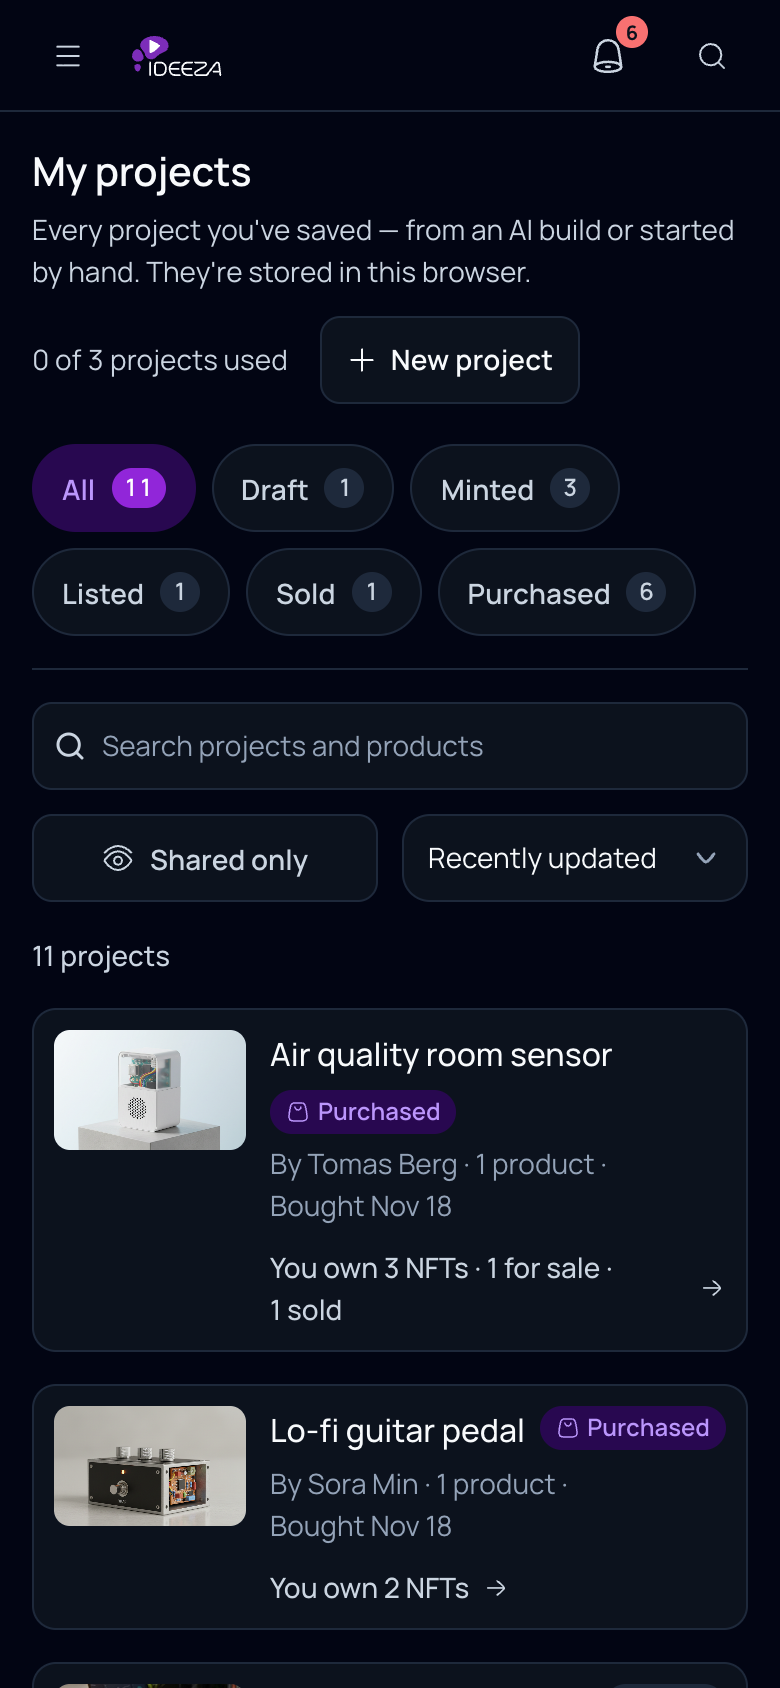 IDEEZA
6
My projects
Every project you've saved — from an AI build or started
by hand. They're stored in this browser.
0 of 3 projects used
New project
All 11
Draft 1
Minted 3
Listed 1
Sold 1
Purchased 6
Search projects and products
Shared only
Recently updated
11 projects
Air quality room sensor
Purchased
By Tomas Berg · 1 product ·
Bought Nov 18
You own 3 NFTs · 1 for sale ·
1 sold
Lo-fi guitar pedal
Purchased
By Sora Min · 1 product ·
Bought Nov 18
You own 2 NFTs